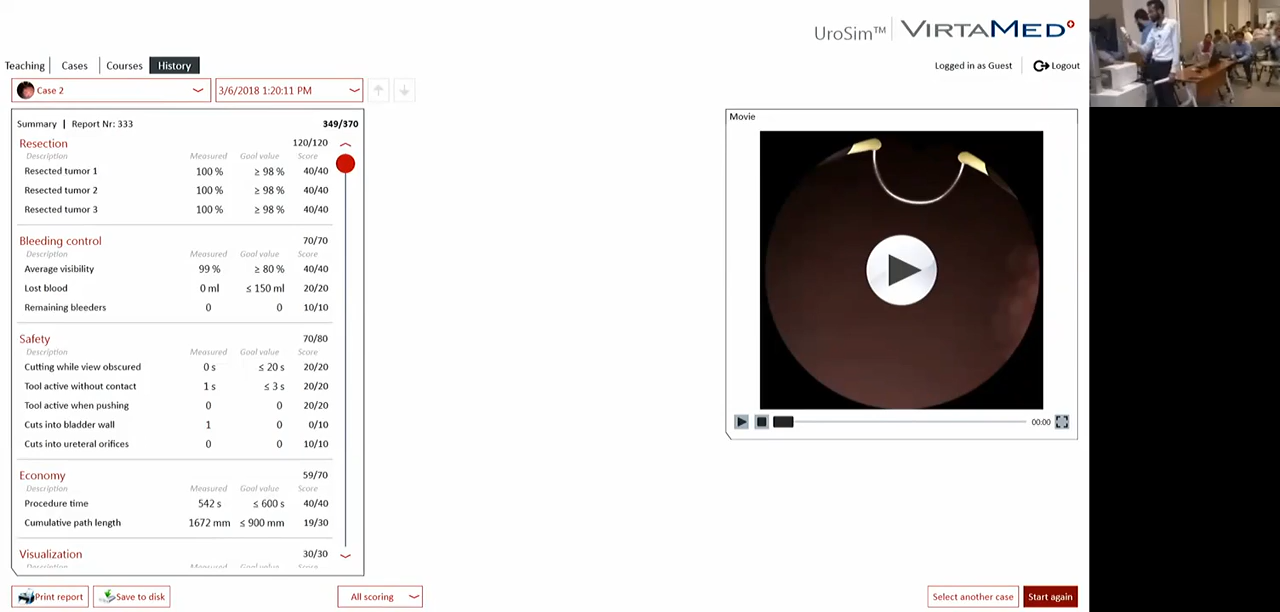 UroSim™ VIRTAMED
Teaching Cases Courses History
Logged in as Guest Logout
Case 2 3/6/2018 1:20:11 PM
Summary | Report Nr: 333 349/370
Resection 120/120
Description Measured Goal value Score
Resected tumor 1 100 % ≥ 98 % 40/40
Resected tumor 2 100 % ≥ 98 % 40/40
Resected tumor 3 100 % ≥ 98 % 40/40
Bleeding control 70/70
Description Measured Goal value Score
Average visibility 99 % ≥ 80 % 40/40
Lost blood 0 ml ≤ 150 ml 20/20
Remaining bleeders 0 0 10/10
Safety 70/80
Description Measured Goal value Score
Cutting while view obscured 0 s ≤ 20 s 20/20
Tool active without contact 1 s ≤ 3 s 20/20
Tool active when pushing 0 0 20/20
Cuts into bladder wall 1 0 0/10
Cuts into ureteral orifices 0 0 10/10
Economy 59/70
Description Measured Goal value Score
Procedure time 542 s ≤ 600 s 40/40
Cumulative path length 1672 mm ≤ 900 mm 19/30
Visualization 30/30
Description Measured Goal value Score
Movie
00:00
Print report Save to disk All scoring Select another case Start again